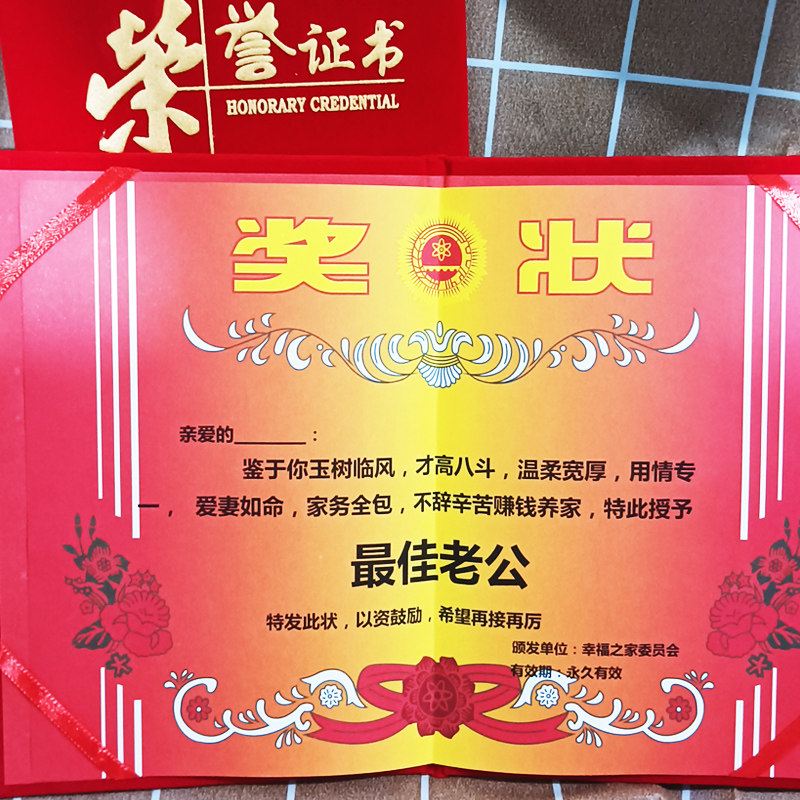 荣誉证书
HONORARY CREDENTIAL
奖状
亲爱的________：
鉴于你玉树临风，才高八斗，温柔宽厚，用情专
一，爱妻如命，家务全包，不辞辛苦赚钱养家，特此授予
最佳老公
特发此状，以资鼓励，希望再接再厉
颁发单位：幸福之家委员会
有效期：永久有效